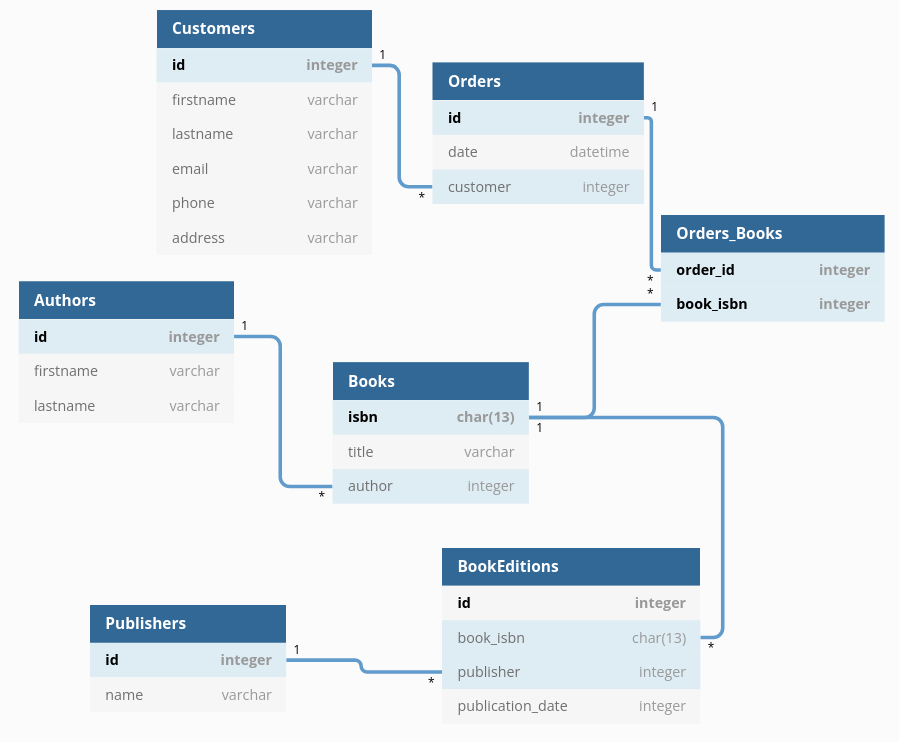 Customers
id integer
firstname varchar
lastname varchar
email varchar
phone varchar
address varchar
1
*
Orders
id integer
date datetime
customer integer
1
*
Orders_Books
order_id integer
book_isbn integer
*
Authors
id integer
firstname varchar
lastname varchar
1
*
Books
isbn char(13)
title varchar
author integer
1
1
BookEditions
id integer
book_isbn char(13)
publisher integer
publication_date integer
*
Publishers
id integer
name varchar
1
*